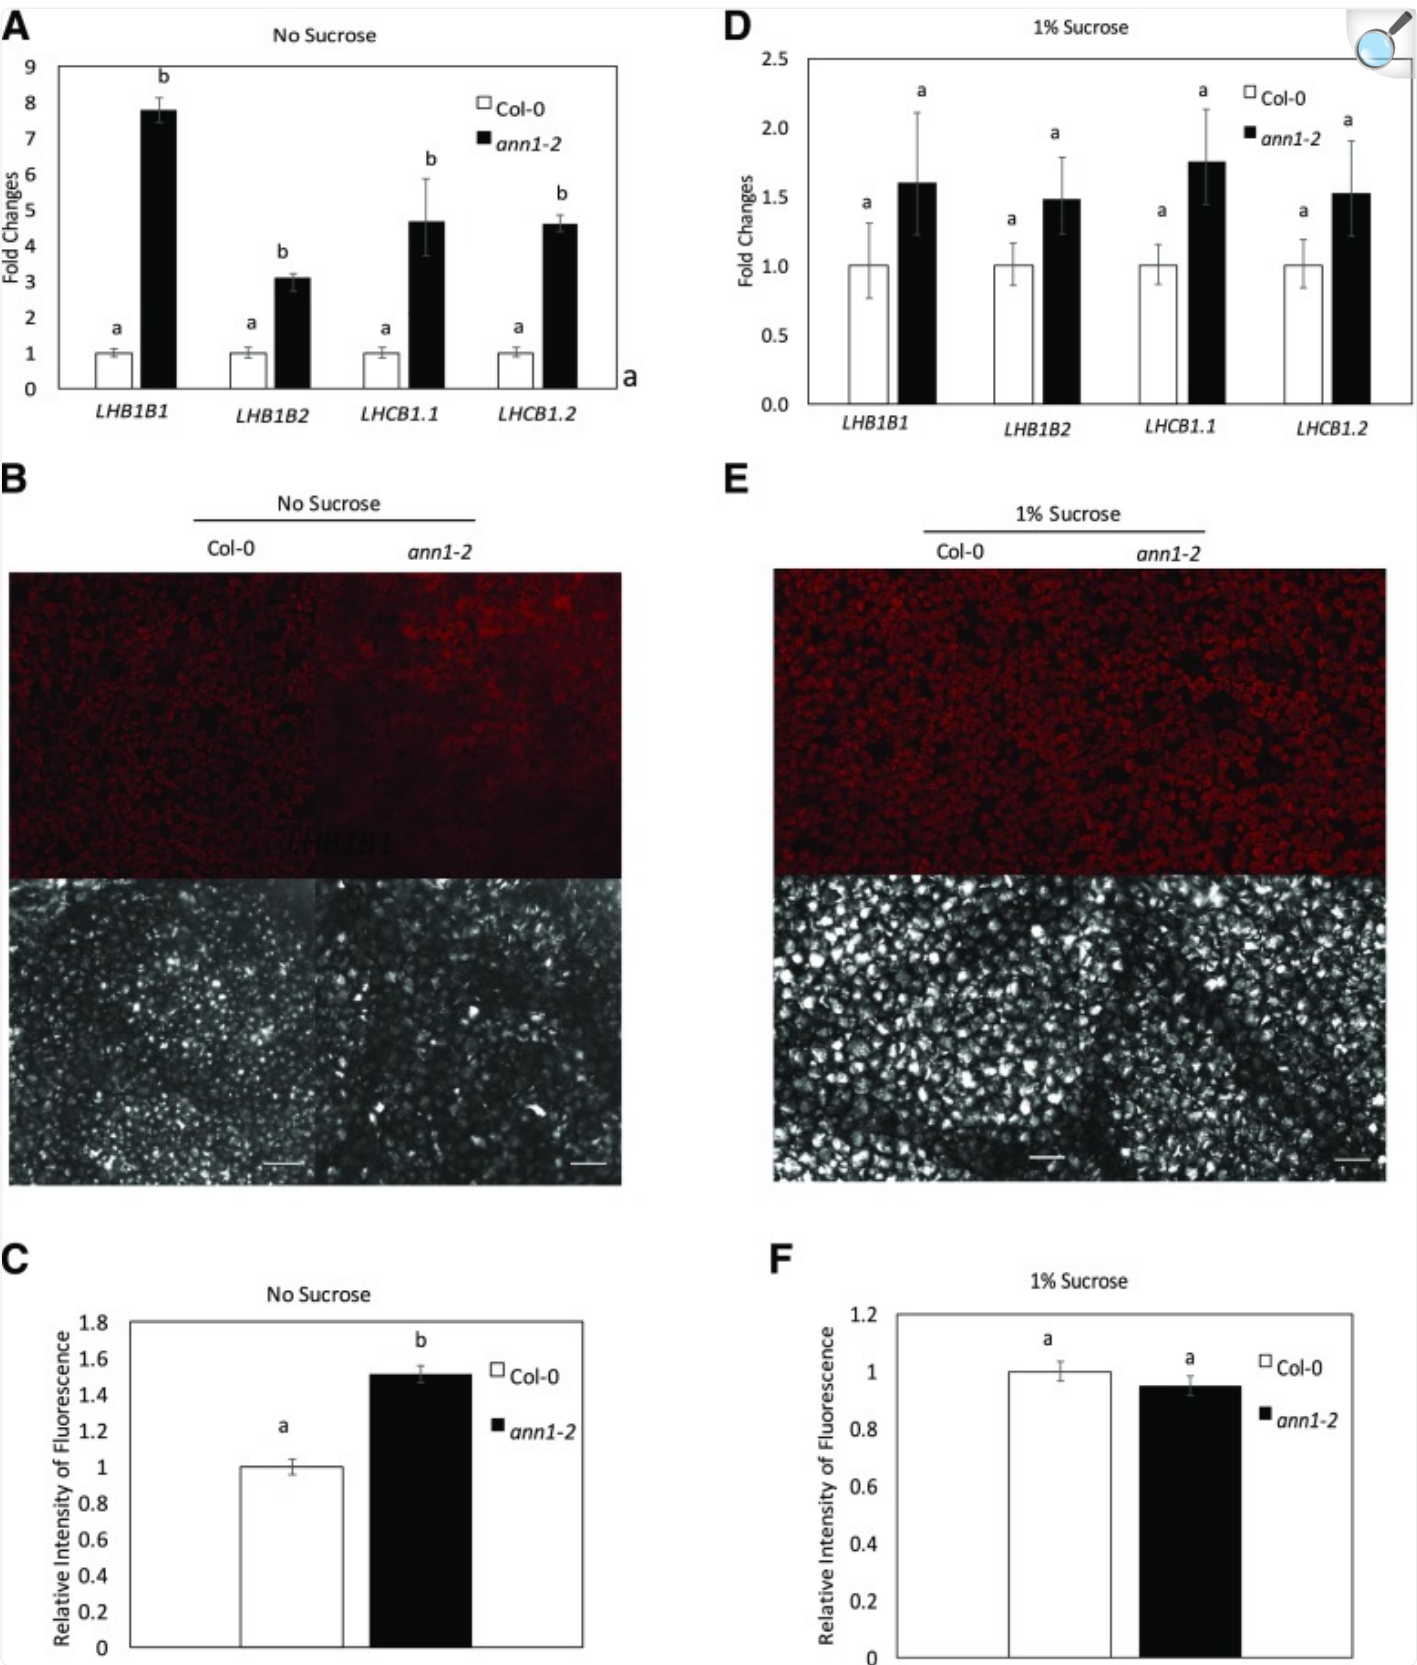 A
No Sucrose
9
8
7
6
5
4
3
2
1
0
Fold Changes
a
b
a
b
a
b
a
b
Col-0
ann1-2
a
LHB1B1
LHB1B2
LHCB1.1
LHCB1.2
D
1% Sucrose
2.5
2.0
1.5
1.0
0.5
0.0
Fold Changes
a
a
a
a
a
a
a
a
Col-0
ann1-2
LHB1B1
LHB1B2
LHCB1.1
LHCB1.2
B
No Sucrose
Col-0
ann1-2
LHB1B1
E
1% Sucrose
Col-0
ann1-2
C
No Sucrose
1.8
1.6
1.4
1.2
1
0.8
0.6
0.4
0.2
0
Relative Intensity of Fluorescence
a
b
Col-0
ann1-2
F
1% Sucrose
1.2
1
0.8
0.6
0.4
0.2
0
Relative Intensity of Fluorescence
a
a
Col-0
ann1-2